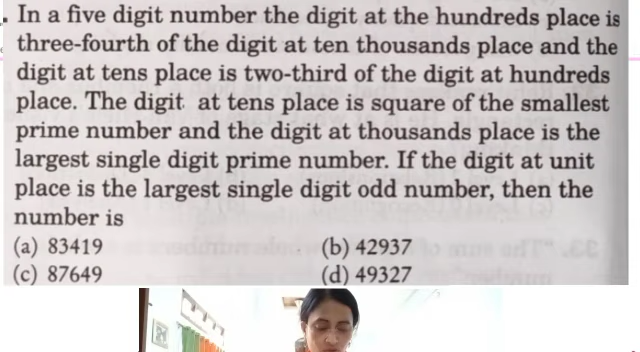 In a five digit number the digit at the hundreds place is
three-fourth of the digit at ten thousands place and the
digit at tens place is two-third of the digit at hundreds
place. The digit at tens place is square of the smallest
prime number and the digit at thousands place is the
largest single digit prime number. If the digit at unit
place is the largest single digit odd number, then the
number is
(a) 83419 (b) 42937
(c) 87649 (d) 49327